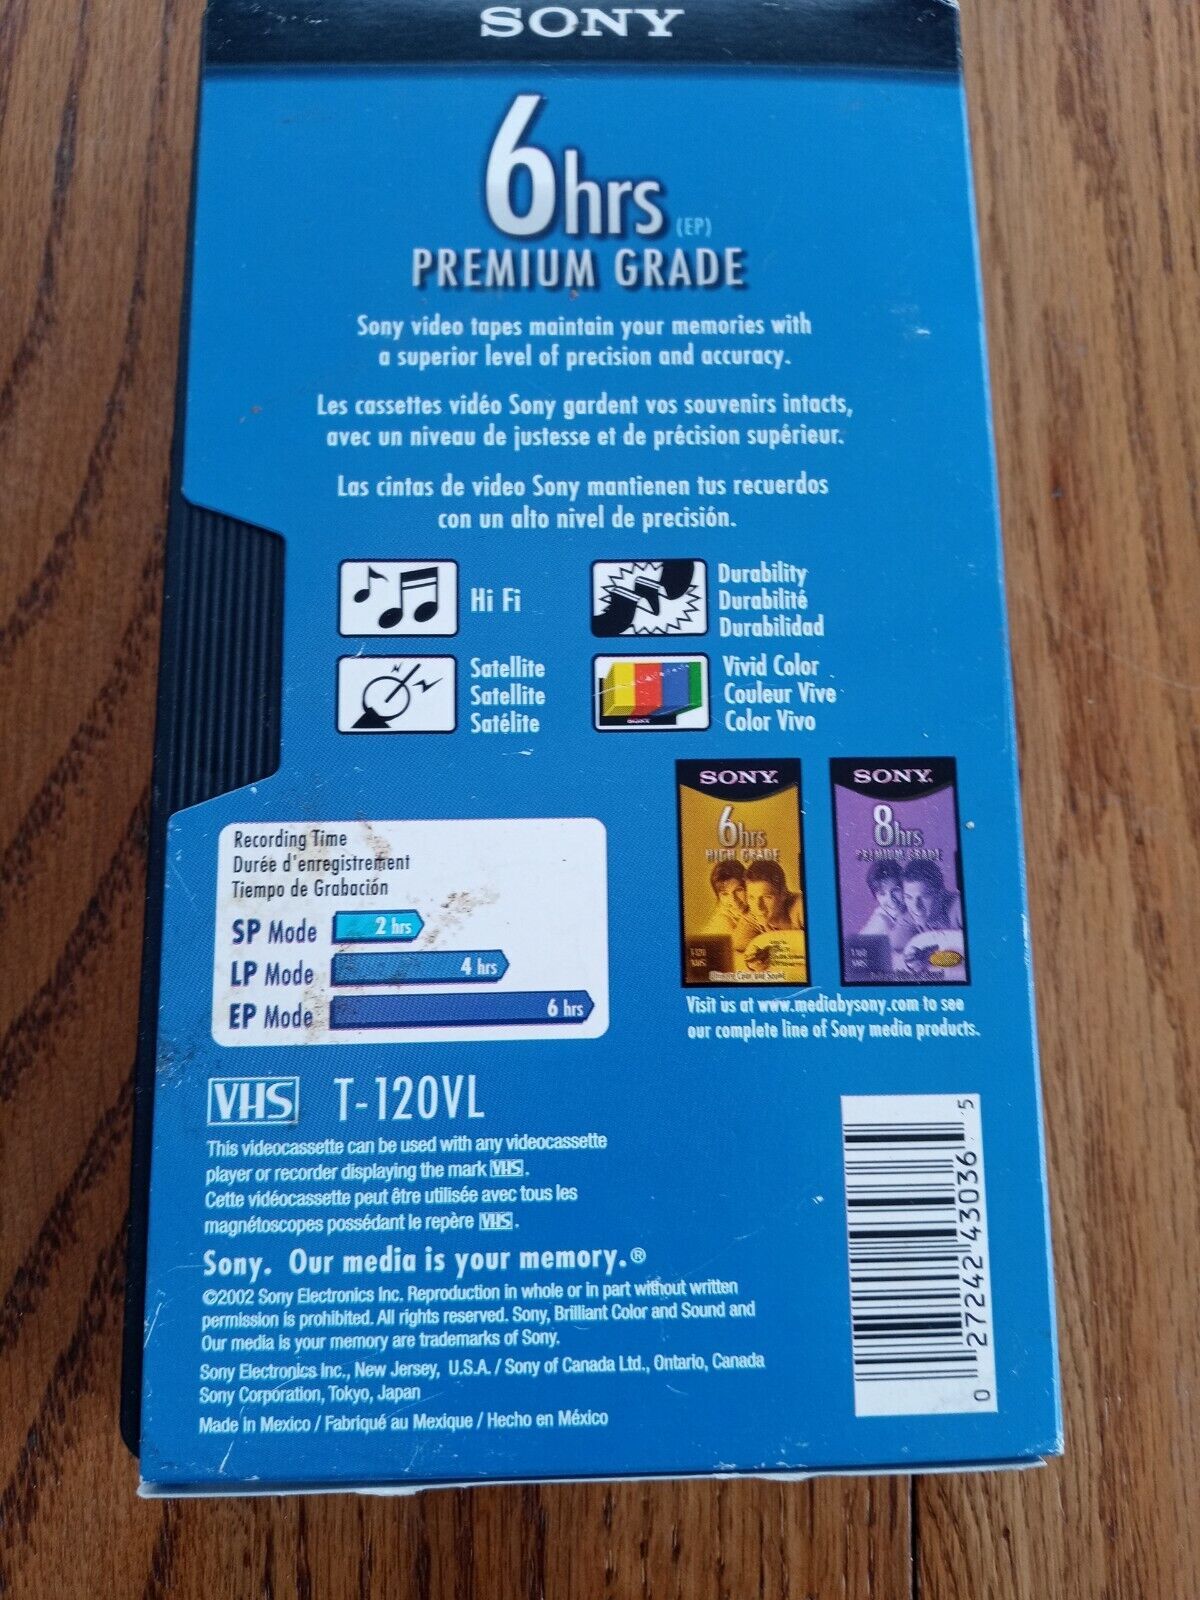 SONY
6hrs (EP)
PREMIUM GRADE
Sony video tapes maintain your memories with
a superior level of precision and accuracy.
Les cassettes vidéo Sony gardent vos souvenirs intacts,
avec un niveau de justesse et de précision supérieur.
Las cintas de video Sony mantienen tus recuerdos
con un alto nivel de precisión.
Hi Fi
Durability
Durabilité
Durabilidad
Satellite
Satellite
Satélite
Vivid Color
Couleur Vive
Color Vivo
SONY
Recording Time
Durée d'enregistrement
Tiempo de Grabación
SP Mode 2 hrs
LP Mode 4 hrs
EP Mode 6 hrs
SONY
6hrs
HIGH GRADE
T-120
VHS
Ultimate Color and Sound
SONY
8hrs
PREMIUM GRADE
VHS
Visit us at www.mediabysony.com to see
our complete line of Sony media products.
VHS T-120VL
This videocassette can be used with any videocassette
player or recorder displaying the mark VHS.
Cette vidéocassette peut être utilisée avec tous les
magnétoscopes possédant le repère VHS.
Sony. Our media is your memory.®
©2002 Sony Electronics Inc. Reproduction in whole or in part without written
permission is prohibited. All rights reserved. Sony, Brilliant Color and Sound and
Our media is your memory are trademarks of Sony.
Sony Electronics Inc., New Jersey, U.S.A. / Sony of Canada Ltd., Ontario, Canada
Sony Corporation, Tokyo, Japan
Made in Mexico / Fabriqué au Mexique / Hecho en México
0 27242 43036 5